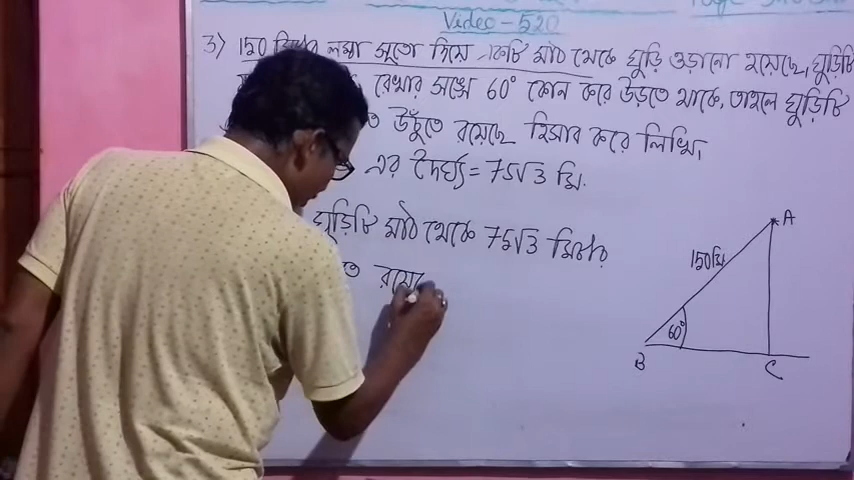 Video - 520
3) 150 মিটার লম্বা সূতো দিয়ে একটি মাঠ থেকে ঘুড়ি ওড়ানো হয়েছে, ঘুড়িটি
রেখার সঙ্গে 60° কোন করে উড়তে থাকে, তাহলে ঘুড়িটি
উঁচুতে রয়েছে হিসাব করে লিখি।
এর দৈর্ঘ্য = 75√3 মি.
ঘুড়িটি মাঠ থেকে 75√3 মিটার
A
150মি
60°
B
C